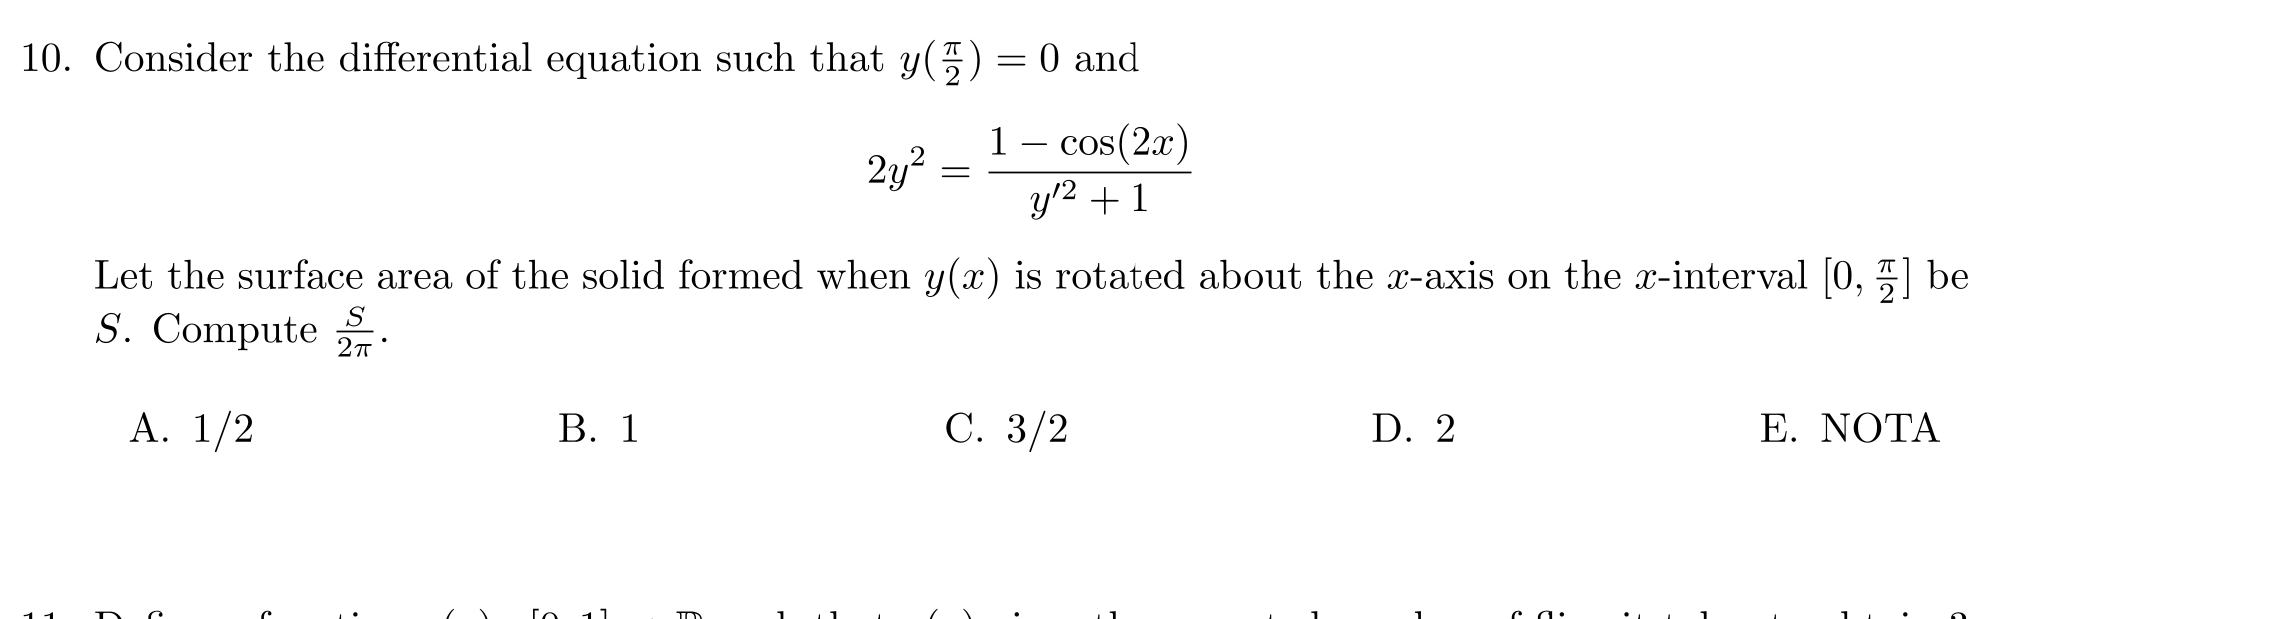 10. Consider the differential equation such that y(π/2) = 0 and
2y² = (1 − cos(2x)) / (y′² + 1)
Let the surface area of the solid formed when y(x) is rotated about the x-axis on the x-interval [0, π/2] be
S. Compute S/2π.
A. 1/2 B. 1 C. 3/2 D. 2 E. NOTA